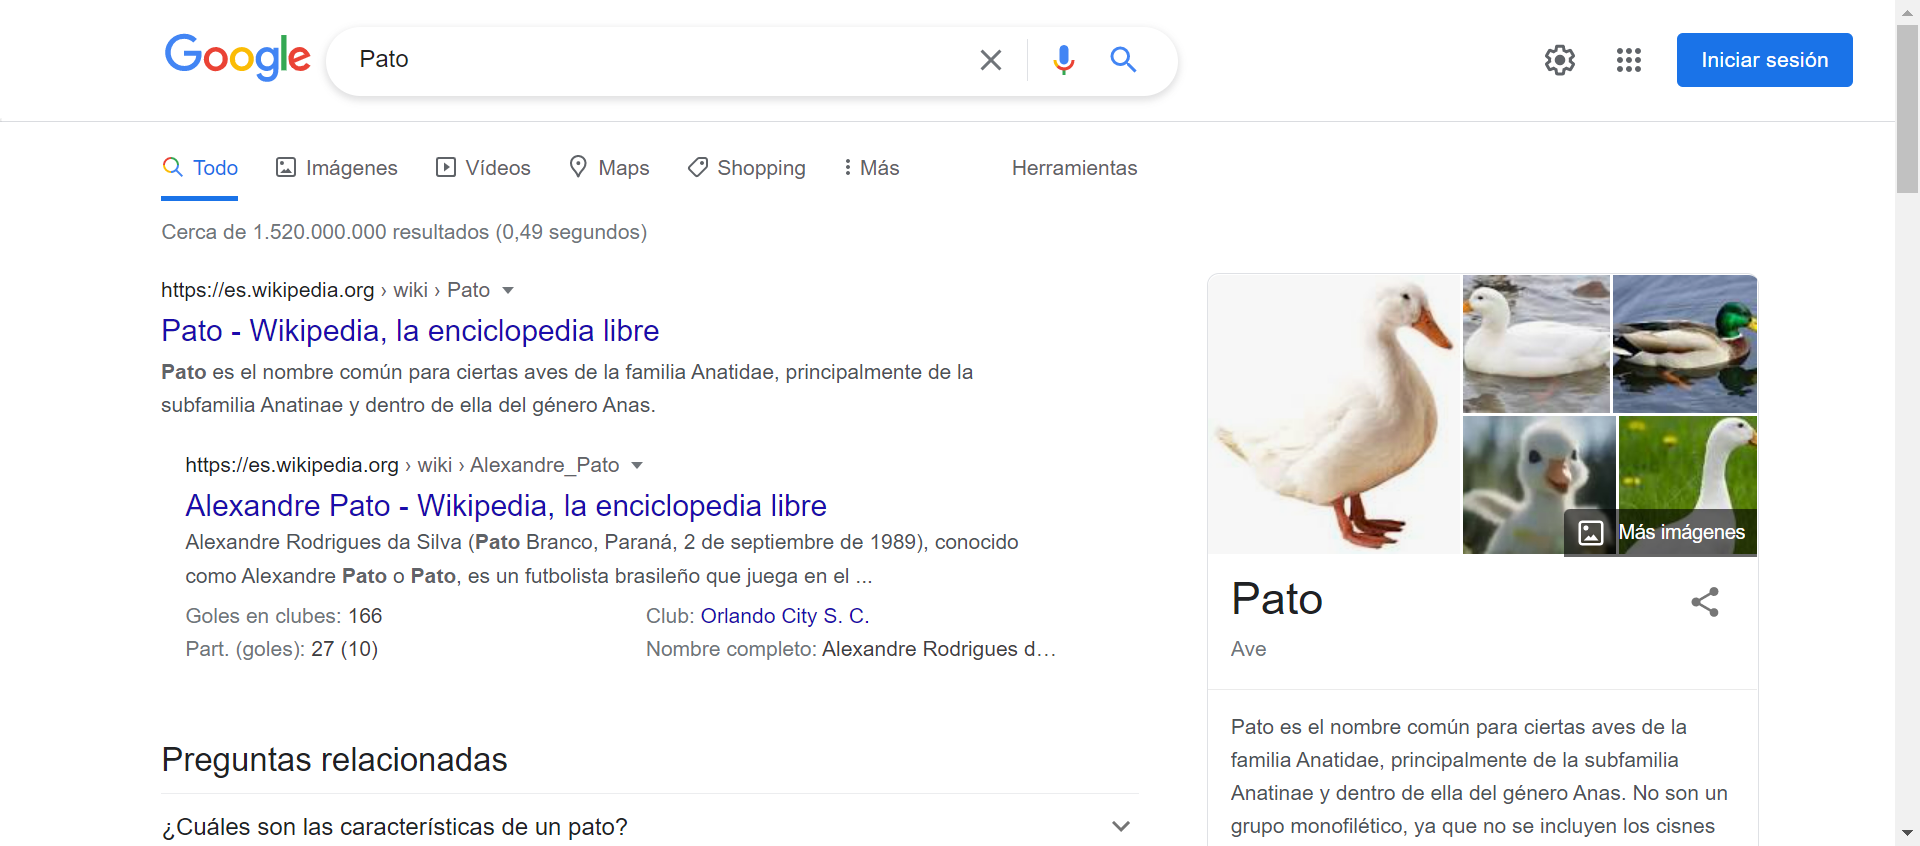 Google
Pato
Iniciar sesión
Todo
Imágenes
Vídeos
Maps
Shopping
Más
Herramientas
Cerca de 1.520.000.000 resultados (0,49 segundos)
https://es.wikipedia.org › wiki › Pato
Pato - Wikipedia, la enciclopedia libre
Pato es el nombre común para ciertas aves de la familia Anatidae, principalmente de la
subfamilia Anatinae y dentro de ella del género Anas.
https://es.wikipedia.org › wiki › Alexandre_Pato
Alexandre Pato - Wikipedia, la enciclopedia libre
Alexandre Rodrigues da Silva (Pato Branco, Paraná, 2 de septiembre de 1989), conocido
como Alexandre Pato o Pato, es un futbolista brasileño que juega en el ...
Goles en clubes: 166
Club: Orlando City S. C.
Part. (goles): 27 (10)
Nombre completo: Alexandre Rodrigues d…
Preguntas relacionadas
¿Cuáles son las características de un pato?
Más imágenes
Pato
Ave
Pato es el nombre común para ciertas aves de la
familia Anatidae, principalmente de la subfamilia
Anatinae y dentro de ella del género Anas. No son un
grupo monofilético, ya que no se incluyen los cisnes